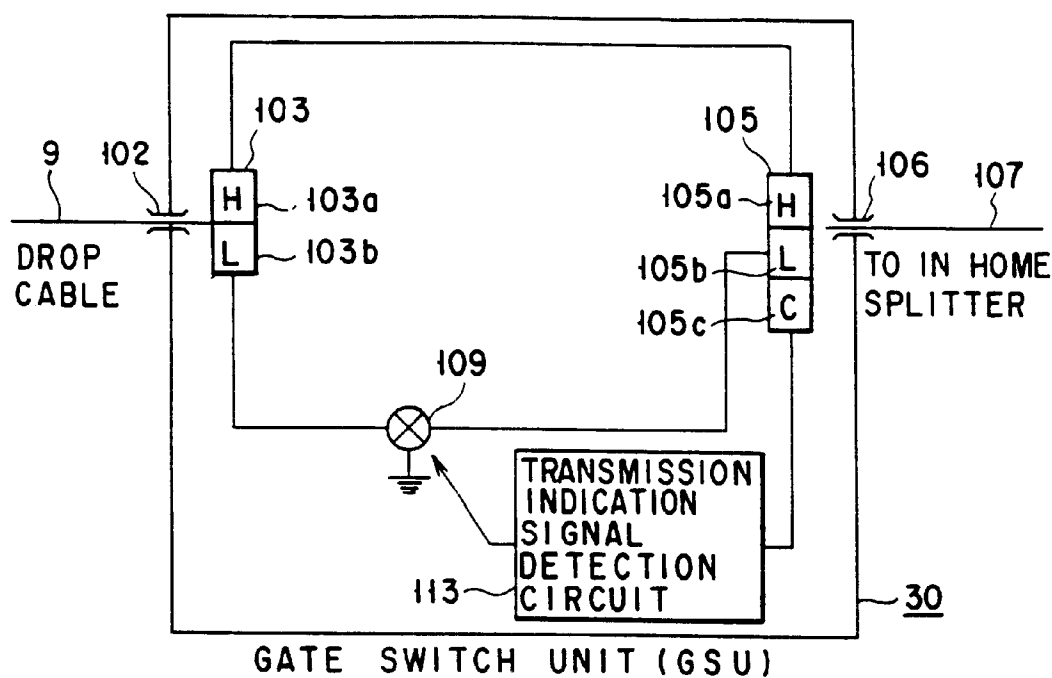 103
105
9
102
106
107
H
103a
105a
H
L
103b
105b
L
DROP
CABLE
TO IN HOME
SPLITTER
105c
C
109
TRANSMISSION
INDICATION
SIGNAL
DETECTION
CIRCUIT
113
30
GATE SWITCH UNIT (GSU)